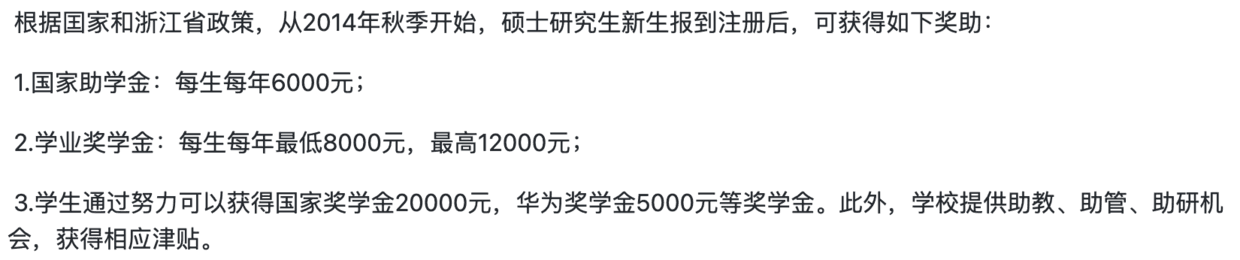 根据国家和浙江省政策，从2014年秋季开始，硕士研究生新生报到注册后，可获得如下奖助：
1.国家助学金：每生每年6000元；
2.学业奖学金：每生每年最低8000元，最高12000元；
3.学生通过努力可以获得国家奖学金20000元，华为奖学金5000元等奖学金。此外，学校提供助教、助管、助研机
会，获得相应津贴。